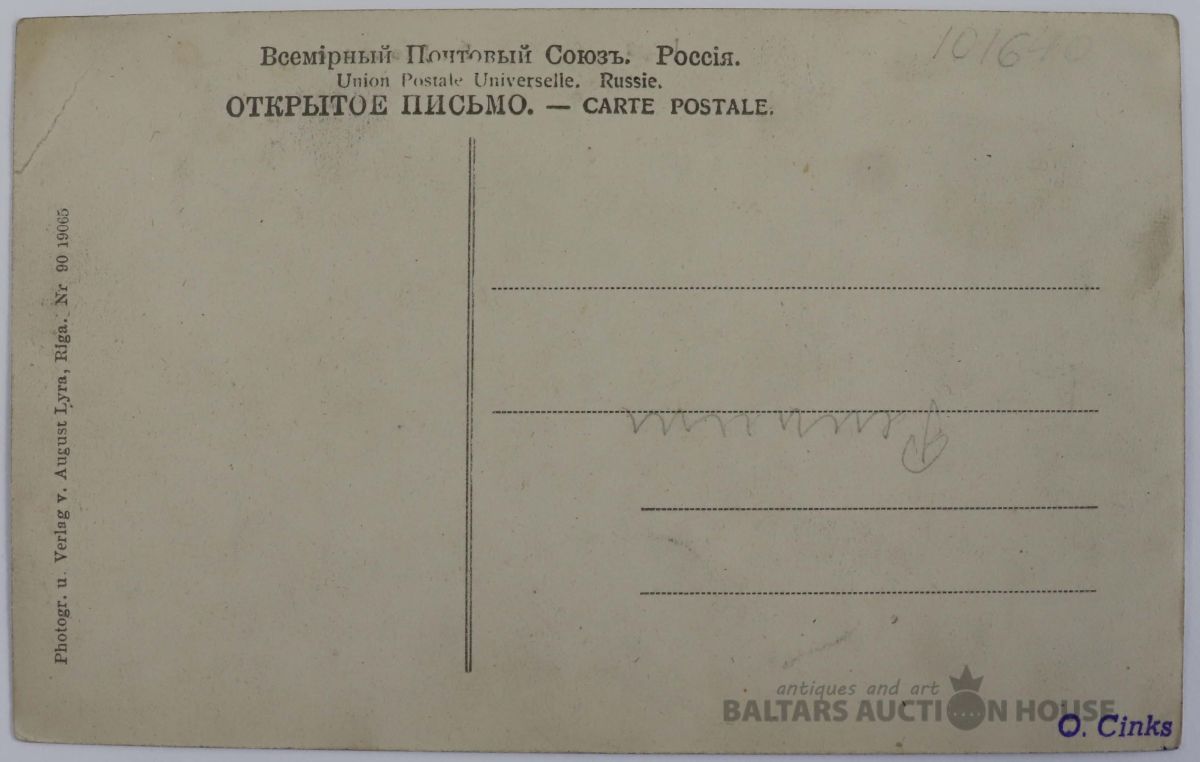 101640
Всемірный Почтовый Союзъ. Россія.
Union Postale Universelle. Russie.
ОТКРЫТОЕ ПИСЬМО. — CARTE POSTALE.
Photogr. u. Verlag v. August Lyra, Riga. Nr 90 19065
antiques and art
BALTARS AUCTION HOUSE
O. Cinks